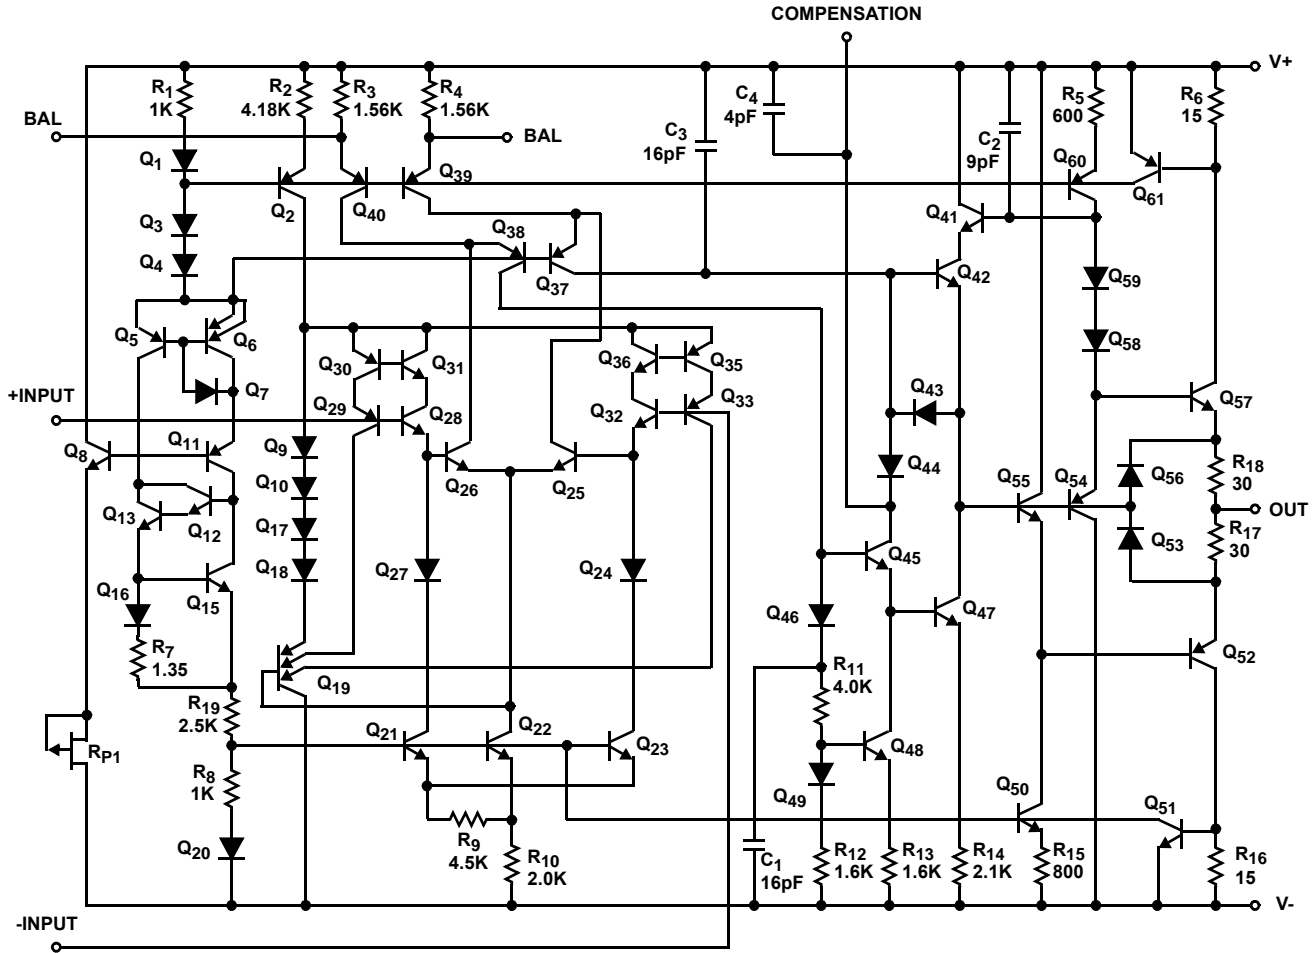 COMPENSATION
V+
R1
1K
R2
4.18K
R3
1.56K
R4
1.56K
C4
4pF
C3
16pF
C2
9pF
R5
600
R6
15
BAL
BAL
Q1
Q39
Q60
Q61
Q2
Q40
Q41
Q3
Q38
Q4
Q37
Q42
Q59
Q5
Q6
Q58
Q30
Q31
Q36
Q35
Q7
Q43
+INPUT
Q29
Q28
Q32
Q33
Q57
Q8
Q11
Q9
Q44
Q10
Q26
Q25
Q55
Q54
Q56
R18
30
Q13
Q12
Q17
OUT
Q53
R17
30
Q45
Q16
Q15
Q18
Q27
Q24
Q46
Q47
R7
1.35
Q19
R11
4.0K
Q52
R19
2.5K
Q21
Q22
Q23
Q48
RP1
R8
1K
Q49
Q50
Q51
Q20
R9
4.5K
R10
2.0K
C1
16pF
R12
1.6K
R13
1.6K
R14
2.1K
R15
800
R16
15
V-
-INPUT